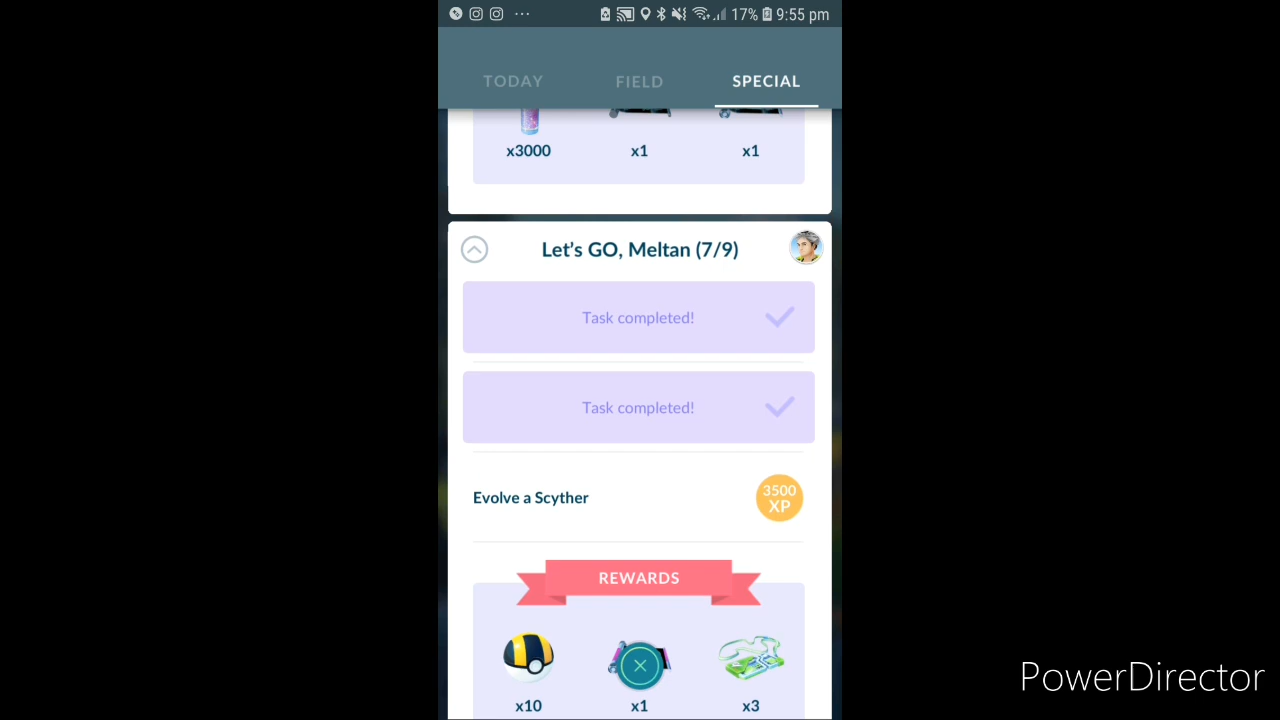 17% 9:55 pm
TODAY FIELD SPECIAL
x3000 x1 x1
Let's GO, Meltan (7/9)
Task completed!
Task completed!
Evolve a Scyther
3500
XP
REWARDS
x10 x1 x3
PowerDirector